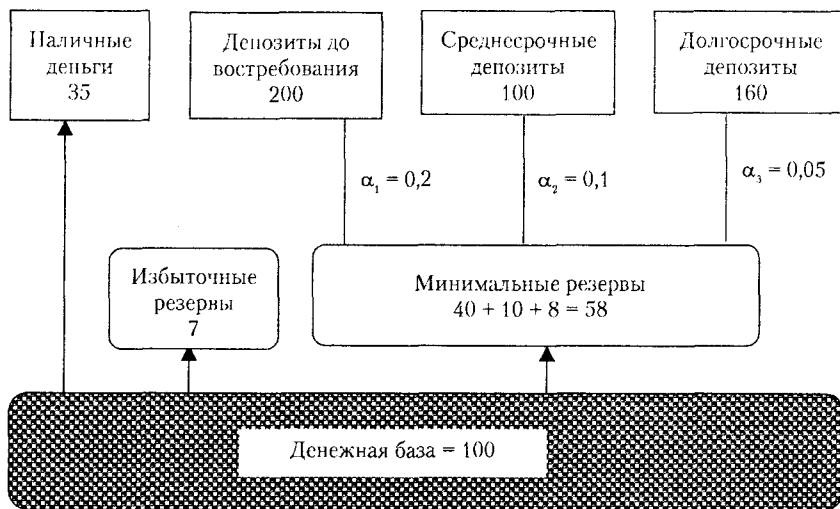 Наличные
деньги
35
Депозиты до
востребования
200
Среднесрочные
депозиты
100
Долгосрочные
депозиты
160
α₁ = 0,2
α₂ = 0,1
α₃ = 0,05
Избыточные
резервы
7
Минимальные резервы
40 + 10 + 8 = 58
Денежная база = 100